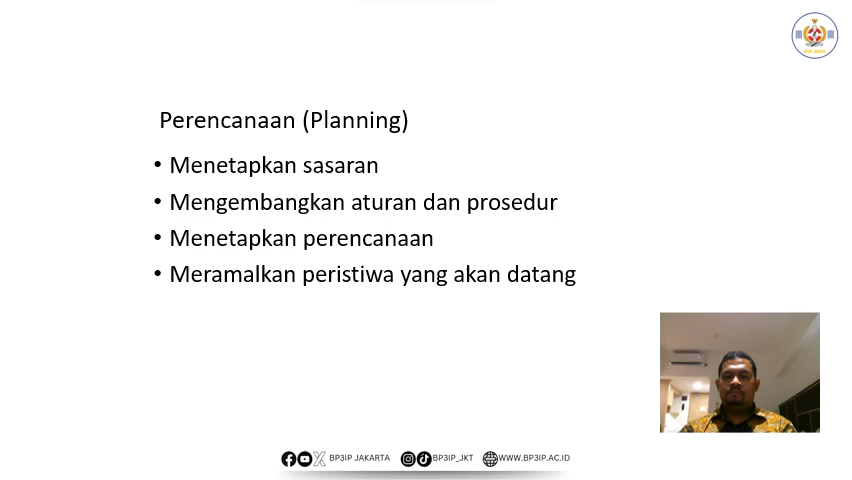 Perencanaan (Planning)
• Menetapkan sasaran
• Mengembangkan aturan dan prosedur
• Menetapkan perencanaan
• Meramalkan peristiwa yang akan datang
BP3IP JAKARTA BP3IP_JKT WWW.BP3IP.AC.ID